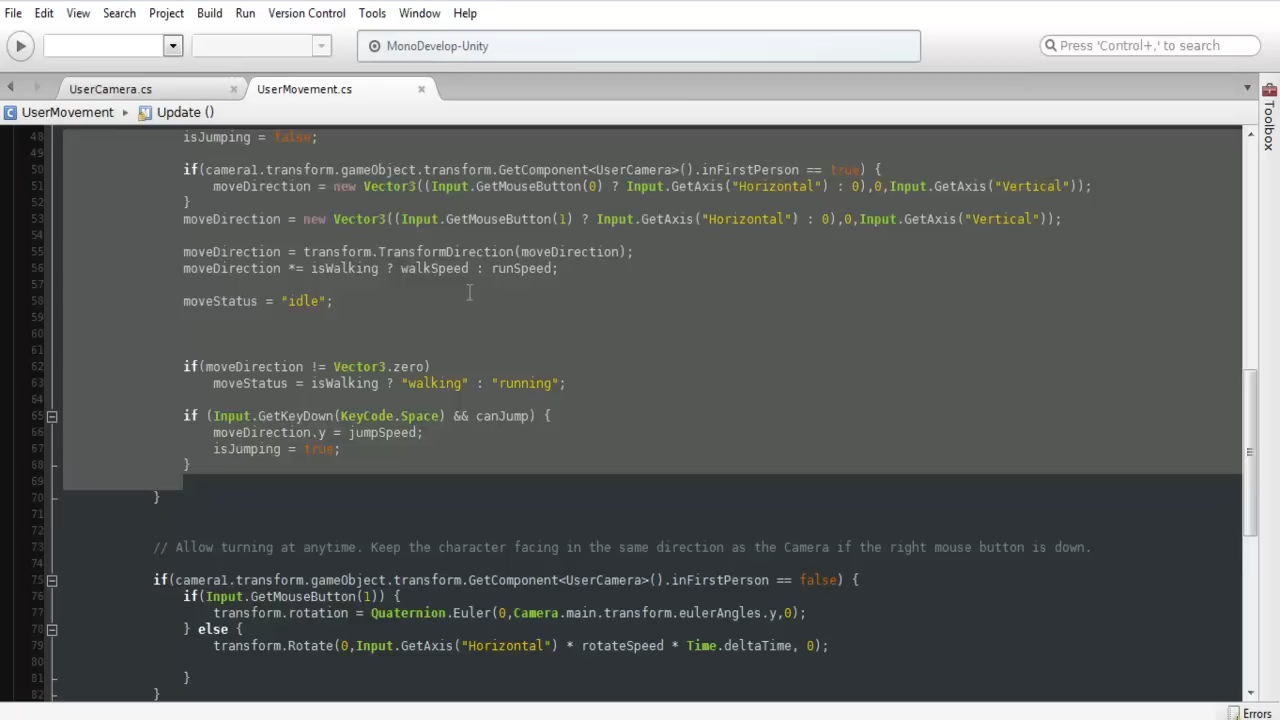 File Edit View Search Project Build Run Version Control Tools Window Help
MonoDevelop-Unity
Press 'Control+,' to search
UserCamera.cs
UserMovement.cs
UserMovement Update ()
Toolbox
48 isJumping = false;
49
50 if(camera1.transform.gameObject.transform.GetComponent<UserCamera>().inFirstPerson == true) {
51 moveDirection = new Vector3((Input.GetMouseButton(0) ? Input.GetAxis("Horizontal") : 0),0,Input.GetAxis("Vertical"));
52 }
53 moveDirection = new Vector3((Input.GetMouseButton(1) ? Input.GetAxis("Horizontal") : 0),0,Input.GetAxis("Vertical"));
54
55 moveDirection = transform.TransformDirection(moveDirection);
56 moveDirection *= isWalking ? walkSpeed : runSpeed;
57
58 moveStatus = "idle";
59
60
61
62 if(moveDirection != Vector3.zero)
63 moveStatus = isWalking ? "walking" : "running";
64
65 if (Input.GetKeyDown(KeyCode.Space) && canJump) {
66 moveDirection.y = jumpSpeed;
67 isJumping = true;
68 }
69
70 }
71
72
73 // Allow turning at anytime. Keep the character facing in the same direction as the Camera if the right mouse button is down.
74
75 if(camera1.transform.gameObject.transform.GetComponent<UserCamera>().inFirstPerson == false) {
76 if(Input.GetMouseButton(1)) {
77 transform.rotation = Quaternion.Euler(0,Camera.main.transform.eulerAngles.y,0);
78 } else {
79 transform.Rotate(0,Input.GetAxis("Horizontal") * rotateSpeed * Time.deltaTime, 0);
80
81 }
82 }
Errors